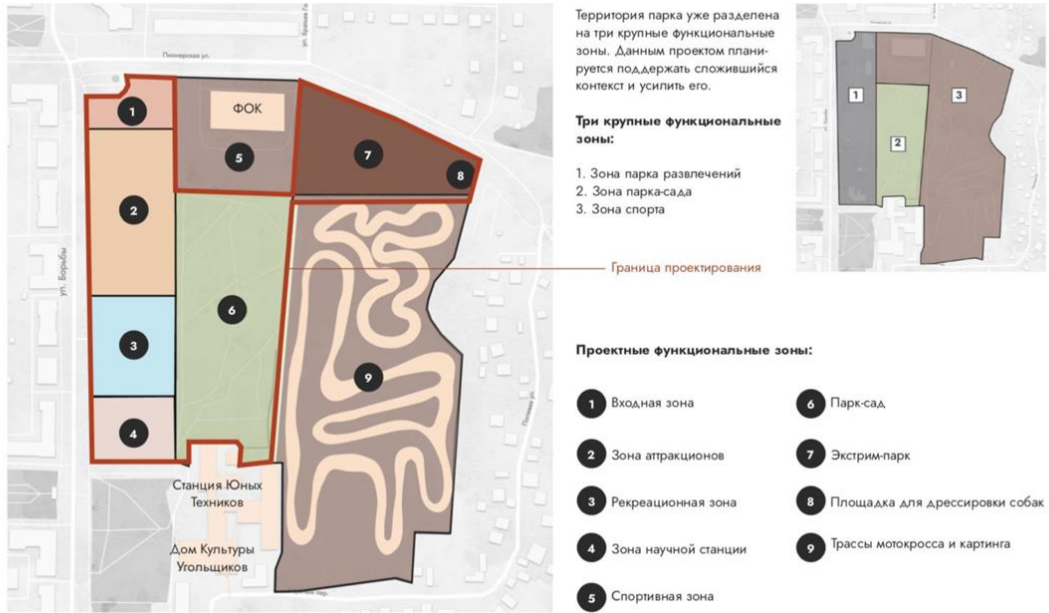 Пионерская ул.
ул. Борьбы
ФОК
1
2
3
4
5
6
7
8
9
Станция Юных
Техников
Дом Культуры
Угольщиков
Полевая ул.
Территория парка уже разделена
на три крупные функциональные
зоны. Данным проектом плани-
руется поддержать сложившийся
контекст и усилить его.
Три крупные функциональные
зоны:
1. Зона парка развлечений
2. Зона парка-сада
3. Зона спорта
Граница проектирования
1
2
3
Проектные функциональные зоны:
1 Входная зона
2 Зона аттракционов
3 Рекреационная зона
4 Зона научной станции
5 Спортивная зона
6 Парк-сад
7 Экстрим-парк
8 Площадка для дрессировки собак
9 Трассы мотокросса и картинга